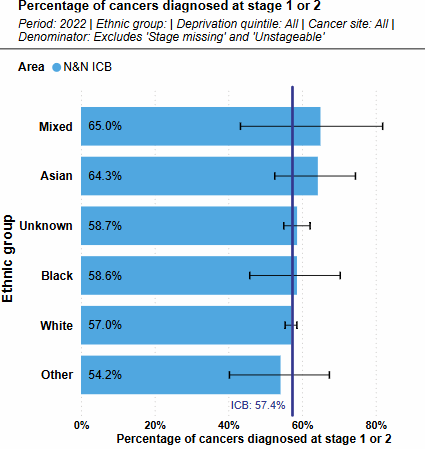 Percentage of cancers diagnosed at stage 1 or 2
Period: 2022 | Ethnic group: | Deprivation quintile: All | Cancer site: All |
Denominator: Excludes 'Stage missing' and 'Unstageable'
Area N&N ICB
Ethnic group
Mixed 65.0%
Asian 64.3%
Unknown 58.7%
Black 58.6%
White 57.0%
Other 54.2%
ICB: 57.4%
0% 20% 40% 60% 80%
Percentage of cancers diagnosed at stage 1 or 2